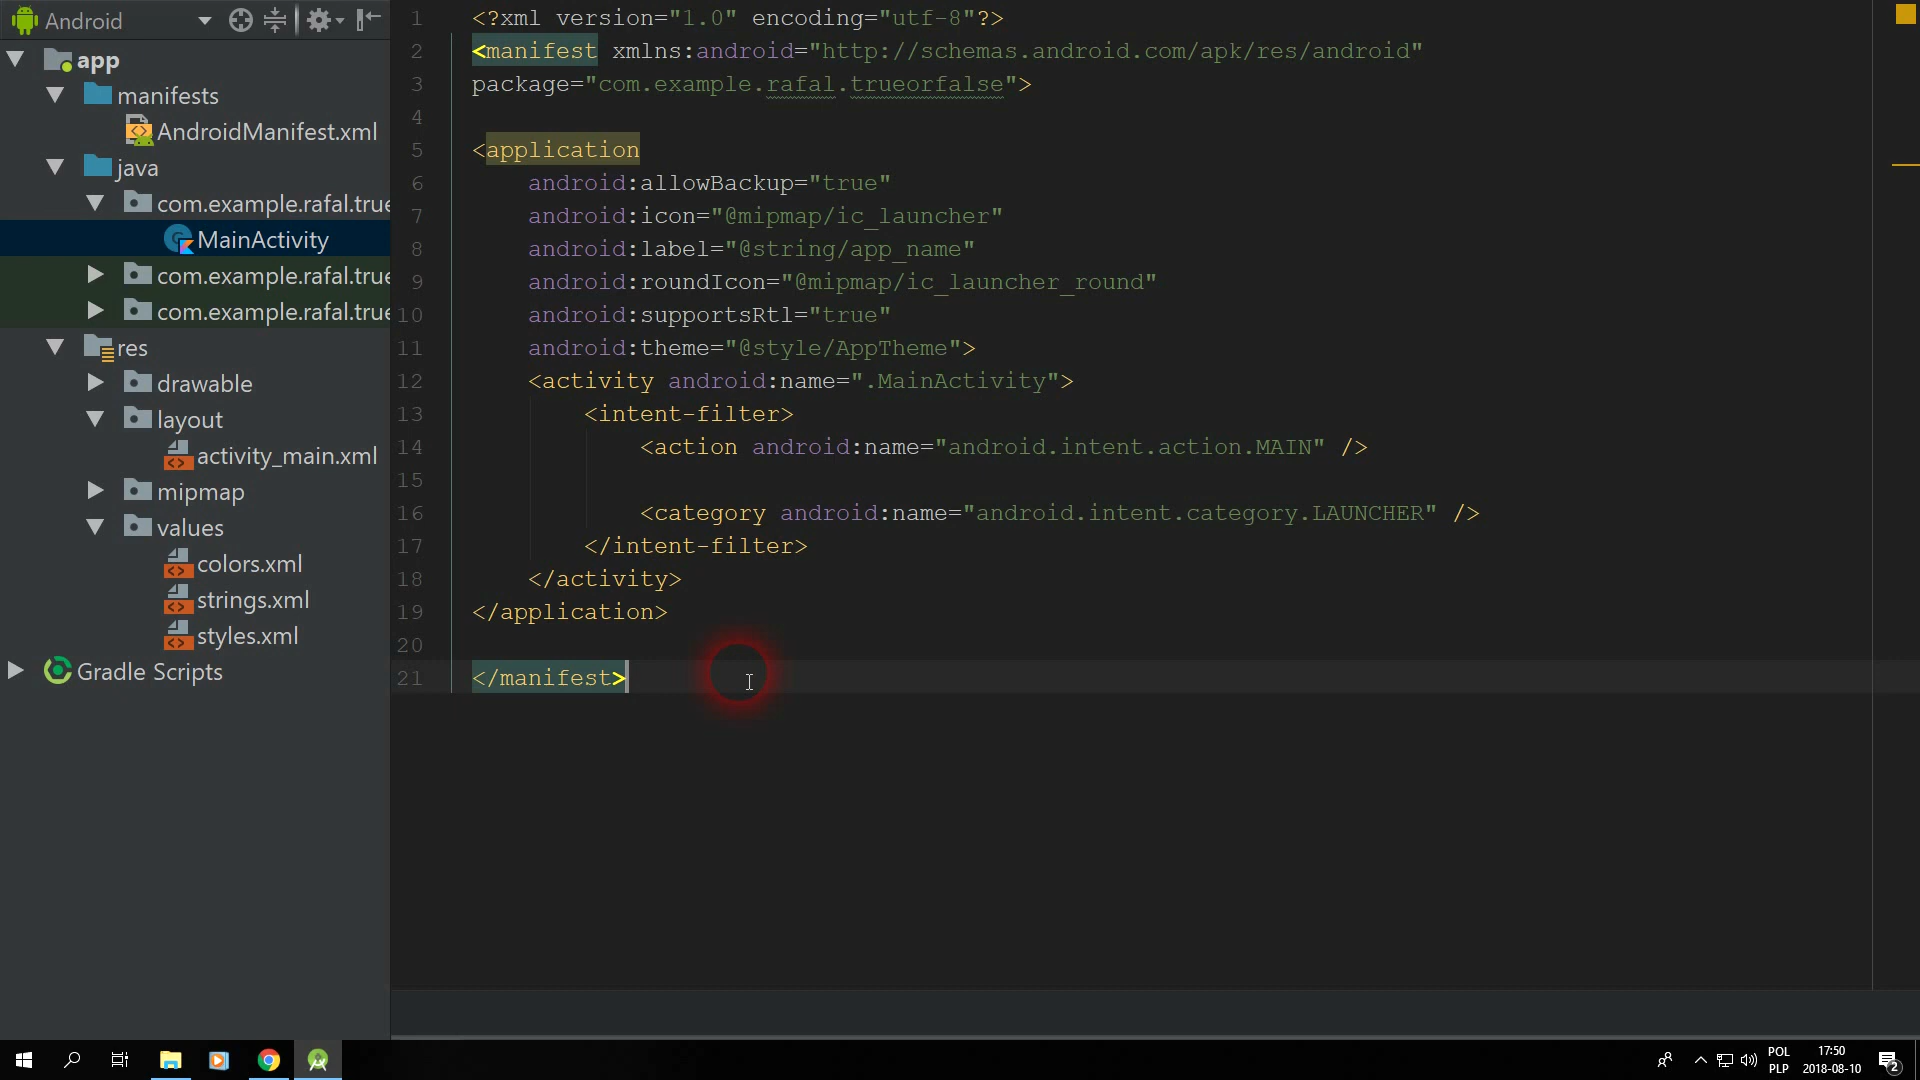 Android
app
manifests
AndroidManifest.xml
java
com.example.rafal.true
MainActivity
com.example.rafal.true
com.example.rafal.true
res
drawable
layout
activity_main.xml
mipmap
values
colors.xml
strings.xml
styles.xml
Gradle Scripts
1 <?xml version="1.0" encoding="utf-8"?>
2 <manifest xmlns:android="http://schemas.android.com/apk/res/android"
3 package="com.example.rafal.trueorfalse">
4
5 <application
6 android:allowBackup="true"
7 android:icon="@mipmap/ic_launcher"
8 android:label="@string/app_name"
9 android:roundIcon="@mipmap/ic_launcher_round"
10 android:supportsRtl="true"
11 android:theme="@style/AppTheme">
12 <activity android:name=".MainActivity">
13 <intent-filter>
14 <action android:name="android.intent.action.MAIN" />
15
16 <category android:name="android.intent.category.LAUNCHER" />
17 </intent-filter>
18 </activity>
19 </application>
20
21 </manifest>
POL
PLP
17:50
2018-08-10
2